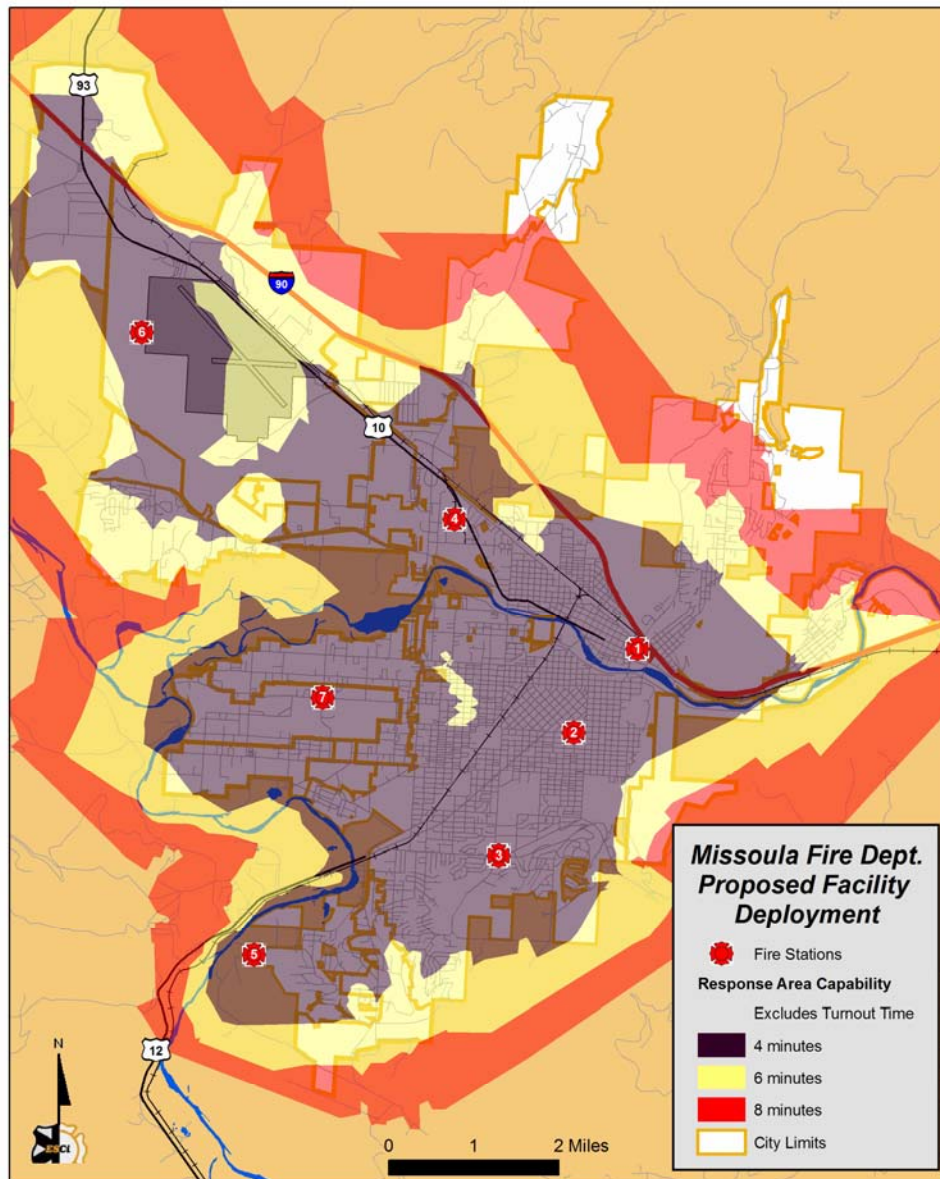 93
90
6
10
4
1
7
2
3
5
12
N
0 1 2 Miles
Missoula Fire Dept.
Proposed Facility
Deployment
Fire Stations
Response Area Capability
Excludes Turnout Time
4 minutes
6 minutes
8 minutes
City Limits